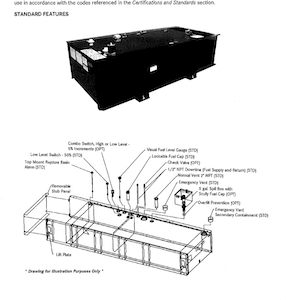 use in accordance with the codes referenced in the Certifications and Standards section.
STANDARD FEATURES
Combo Switch, High or Low Level -
5% Increments (OPT)
Low Level Switch - 50% (STD)
Top Mount Rupture Basin
Alarm (STD)
Removable
Stub Panel
Visual Fuel Level Gauge (STD)
Lockable Fuel Cap (STD)
Check Valve (OPT)
1/2" NPT Downtime (Fuel Supply and Return) (STD)
Manual Vent 2" NPT (STD)
Emergency Vent (STD)
5 gal. Spill Box with
Scully Fuel Cap (OPT)
Overfill Prevention (OPT)
Emergency Vent
Secondary Containment (STD)
Lift Plate
* Drawing for Illustration Purposes Only *